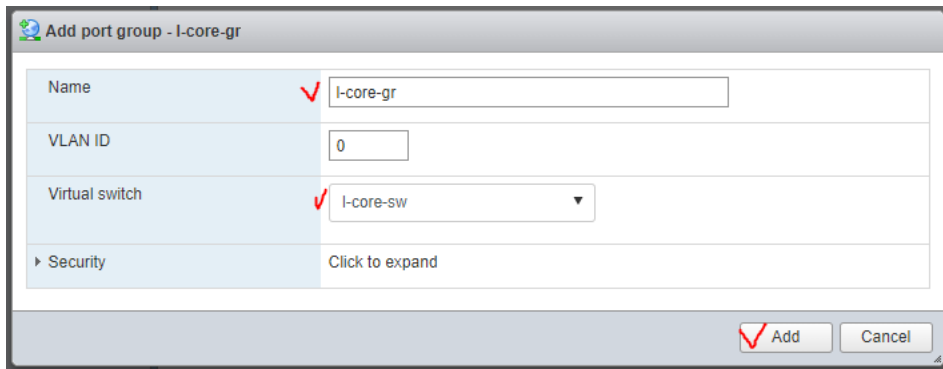 Add port group - l-core-gr
Name
l-core-gr
VLAN ID
0
Virtual switch
l-core-sw
Security
Click to expand
Add
Cancel